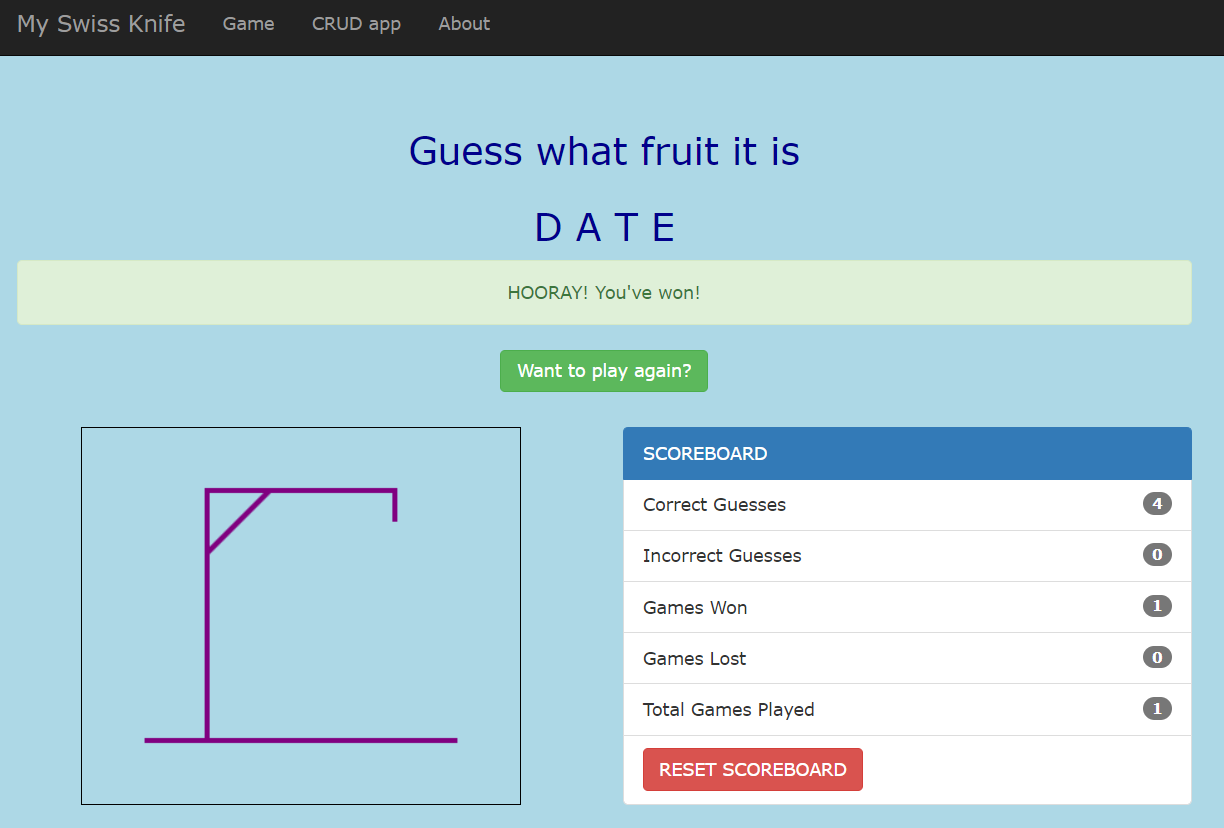 My Swiss Knife Game CRUD app About
Guess what fruit it is
D A T E
HOORAY! You've won!
Want to play again?
SCOREBOARD
Correct Guesses 4
Incorrect Guesses 0
Games Won 1
Games Lost 0
Total Games Played 1
RESET SCOREBOARD